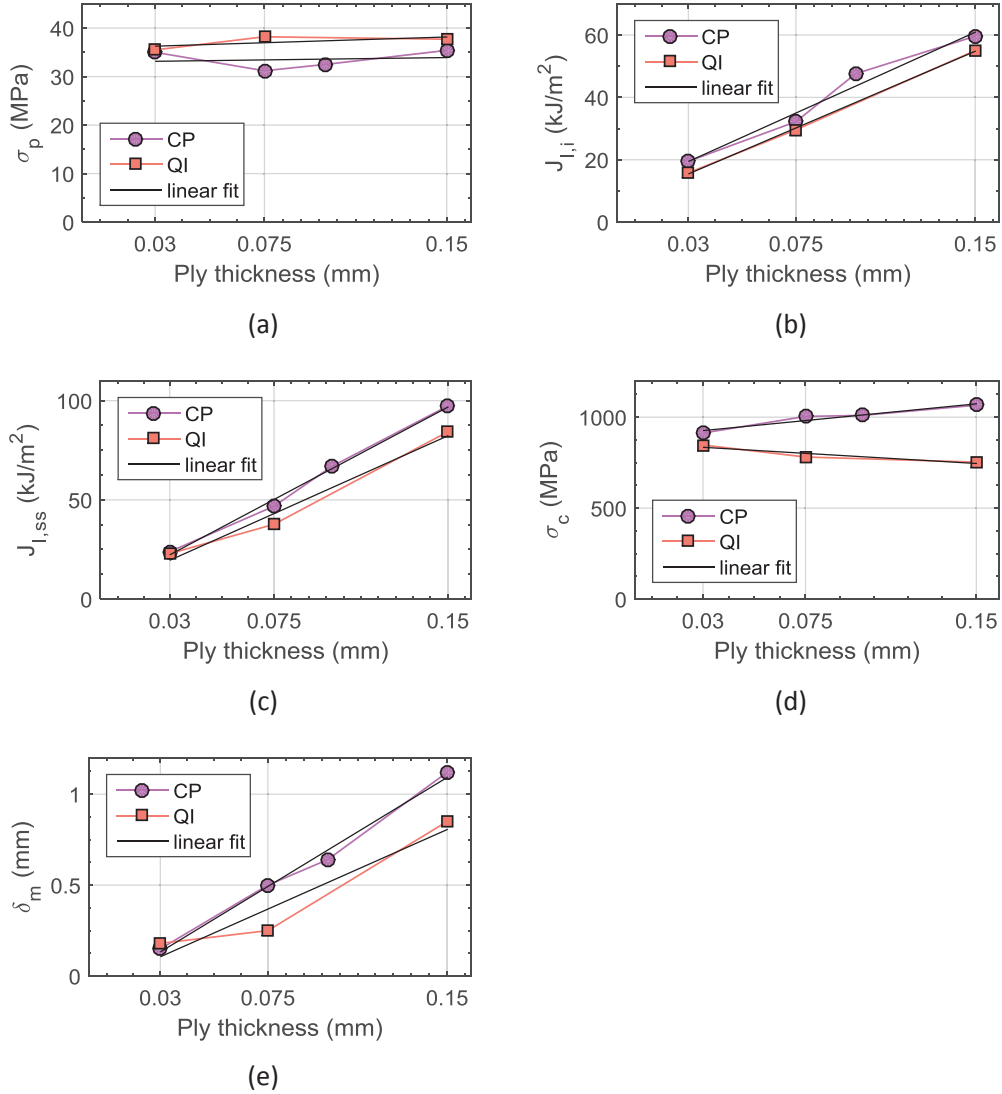 40
30
20
10
0
σp (MPa)
CP
QI
linear fit
0.03 0.075 0.15
Ply thickness (mm)
(a)
60
40
20
0
J_I,i (kJ/m²)
CP
QI
linear fit
0.03 0.075 0.15
Ply thickness (mm)
(b)
100
50
0
J_I,ss (kJ/m²)
CP
QI
linear fit
0.03 0.075 0.15
Ply thickness (mm)
(c)
1000
500
0
σc (MPa)
CP
QI
linear fit
0.03 0.075 0.15
Ply thickness (mm)
(d)
1
0.5
0
δm (mm)
CP
QI
linear fit
0.03 0.075 0.15
Ply thickness (mm)
(e)